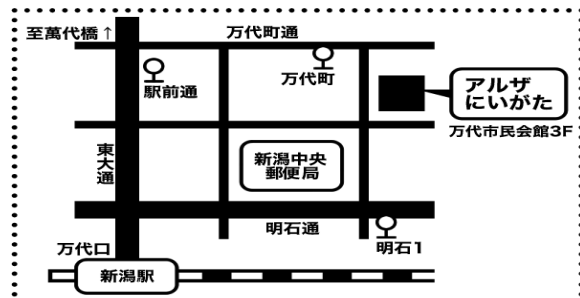 至萬代橋↑
万代町通
駅前通
万代町
アルザ
にいがた
万代市民会館3F
東大通
新潟中央
郵便局
明石通
明石1
万代口
新潟駅